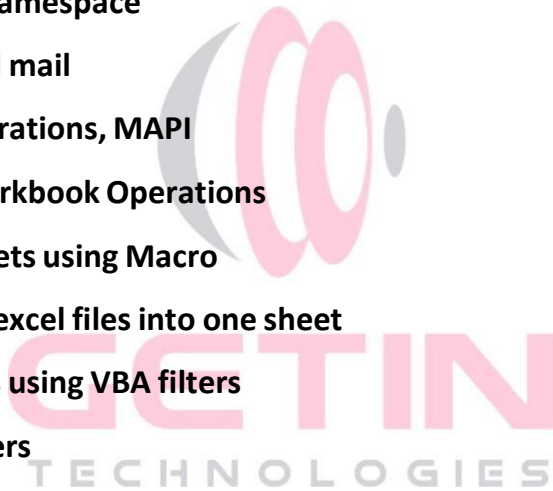 amespace
mail
rations, MAPI
rkbook Operations
ets using Macro
excel files into one sheet
using VBA filters
ers
GETIN
TECHNOLOGIES